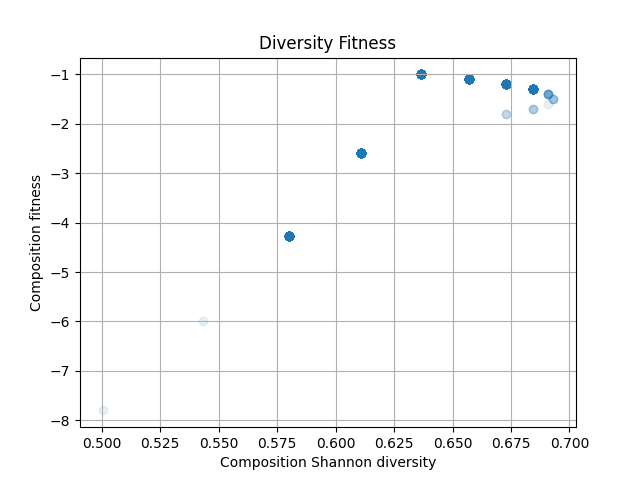 Diversity Fitness
Composition fitness
−1
−2
−3
−4
−5
−6
−7
−8
0.500 0.525 0.550 0.575 0.600 0.625 0.650 0.675 0.700
Composition Shannon diversity